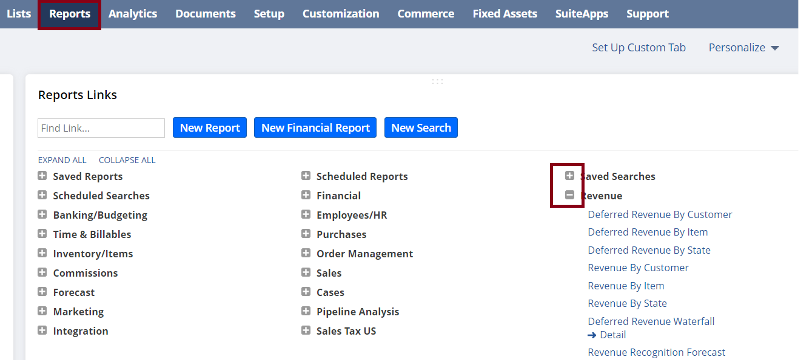 Lists Reports Analytics Documents Setup Customization Commerce Fixed Assets SuiteApps Support
Set Up Custom Tab Personalize
Reports Links
Find Link... New Report New Financial Report New Search
EXPAND ALL COLLAPSE ALL
Saved Reports
Scheduled Searches
Banking/Budgeting
Time & Billables
Inventory/Items
Commissions
Forecast
Marketing
Integration
Scheduled Reports
Financial
Employees/HR
Purchases
Order Management
Sales
Cases
Pipeline Analysis
Sales Tax US
Saved Searches
Revenue
Deferred Revenue By Customer
Deferred Revenue By Item
Deferred Revenue By State
Revenue By Customer
Revenue By Item
Revenue By State
Deferred Revenue Waterfall
Detail
Revenue Recognition Forecast